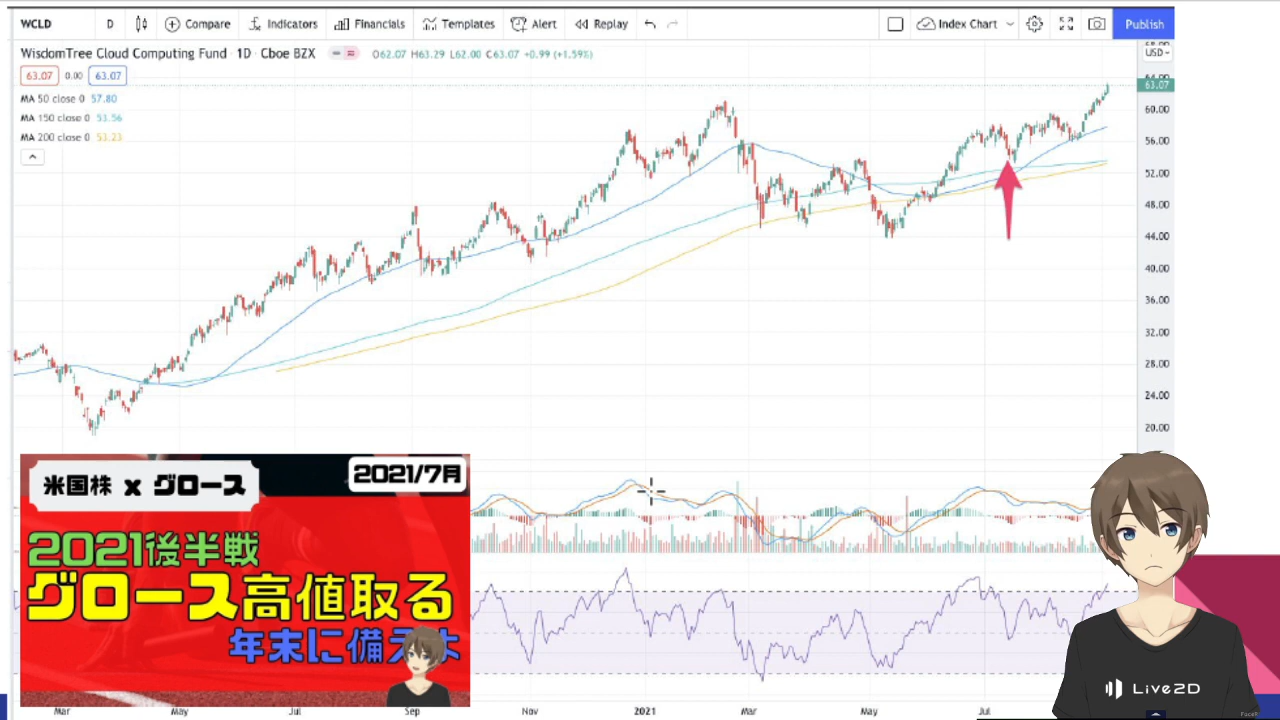 WCLD D Compare Indicators Financials Templates Alert Replay Index Chart Publish
WisdomTree Cloud Computing Fund 1D Cboe BZX O62.07 H63.29 L62.00 C63.07 +0.99 (+1.59%)
USD
63.07 0.00 63.07
64.00
63.07
MA 50 close 0 57.80
60.00
MA 150 close 0 53.56
MA 200 close 0 53.23
56.00
52.00
48.00
44.00
40.00
36.00
32.00
28.00
24.00
20.00
米国株 x グロース
2021/7月
2021後半戦
グロース高値取る
年末に備えよ
Live2D
Mar May Jul Sep Nov 2021 Mar May Jul